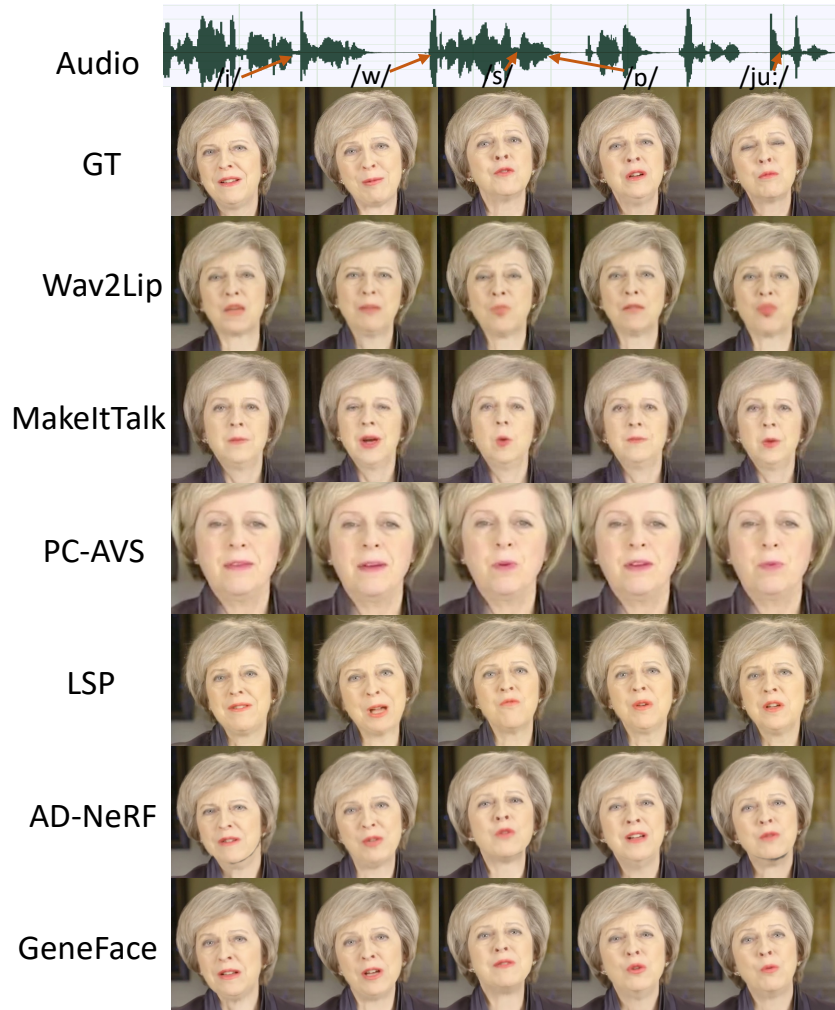 Audio
/i/ /w/ /s/ /ɒ/ /ju:/
GT
Wav2Lip
MakeItTalk
PC-AVS
LSP
AD-NeRF
GeneFace